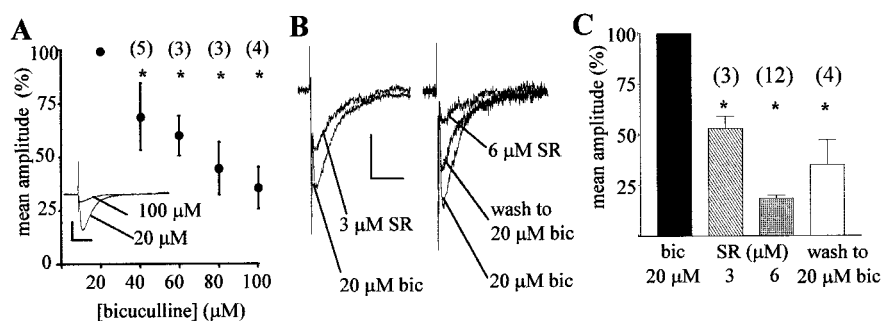 A
(5) (3) (3) (4)
* * * *
mean amplitude (%)
100
75
50
25
0
100 μM
20 μM
20 40 60 80 100
[bicuculline] (μM)
B
3 μM SR
20 μM bic
6 μM SR
wash to
20 μM bic
20 μM bic
C
mean amplitude (%)
100
75
50
25
(3) (12) (4)
* * *
bic SR (μM) wash to
20 μM 3 6 20 μM bic